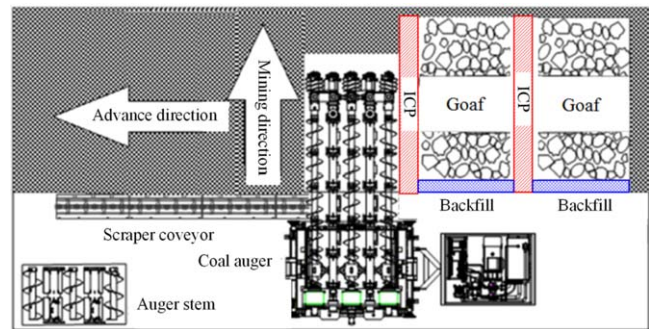 Advance direction
Mining direction
ICP
Goaf
ICP
Goaf
Backfill
Backfill
Scraper coveyor
Coal auger
Auger stem